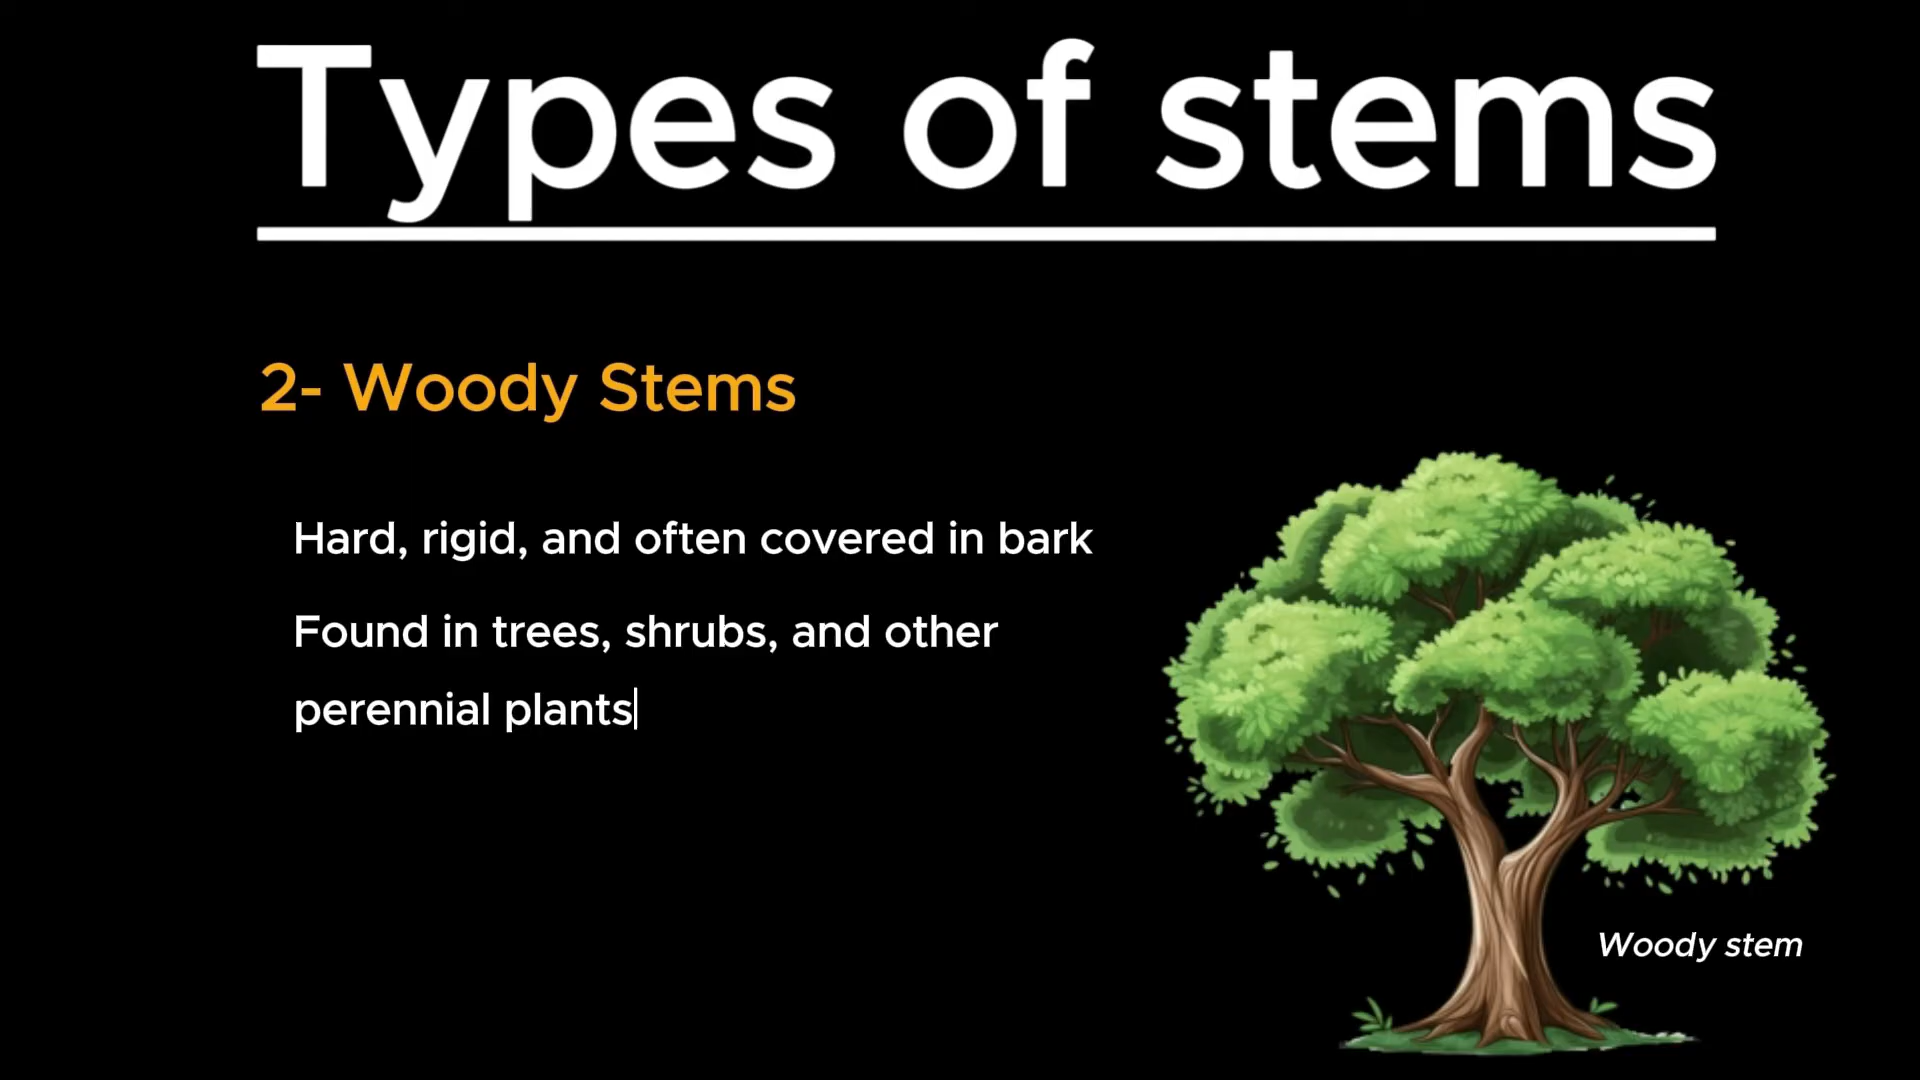 Types of stems
2- Woody Stems
Hard, rigid, and often covered in bark
Found in trees, shrubs, and other
perennial plants
Woody stem